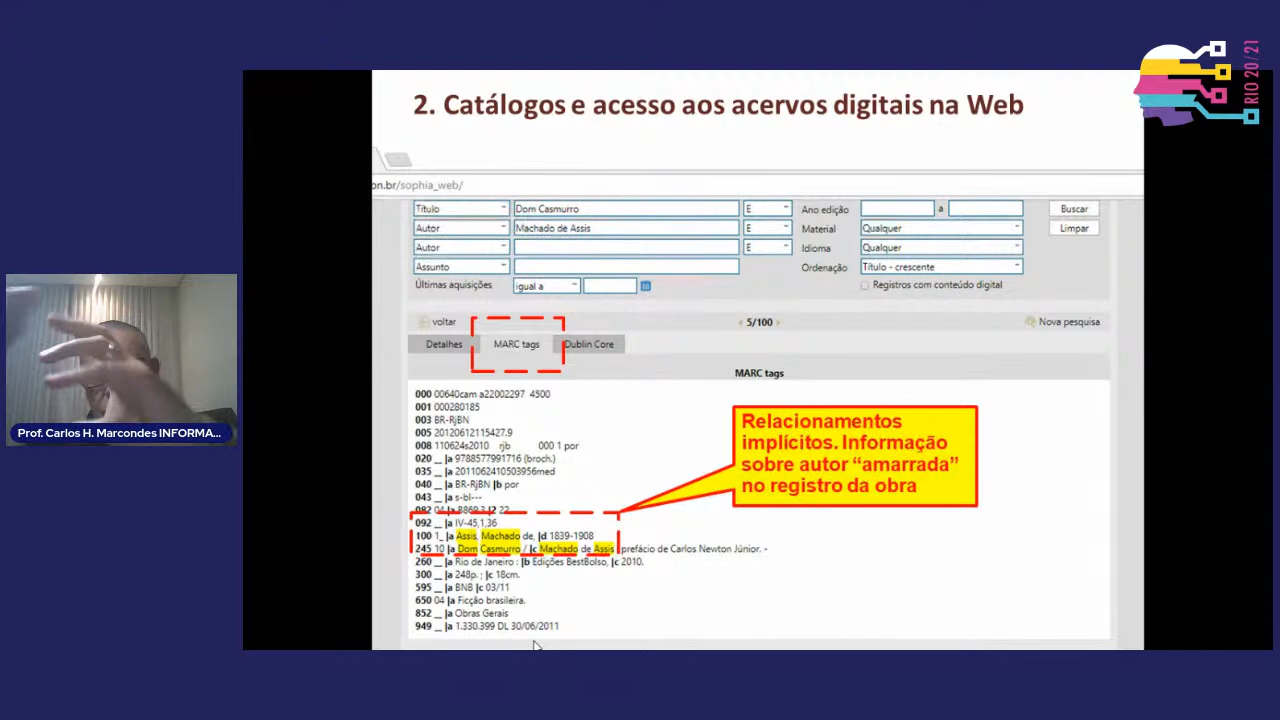 RIO 20/21
2. Catálogos e acesso aos acervos digitais na Web
on.br/sophia_web/
Título Dom Casmurro E Ano edição a Buscar
Autor Machado de Assis E Material Qualquer Limpar
Autor E Idioma Qualquer
Assunto Ordenação Título - crescente
Últimas aquisições igual a Registros com conteúdo digital
voltar 5/100 Nova pesquisa
Detalhes MARC tags Dublin Core
MARC tags
000 00640cam a22002297 4500
001 000280185
003 BR-RjBN
005 20120612115427.9
008 110624s2010 rjb 000 1 por
020 __ |a 9788577991716 (broch.)
035 __ |a 2011062410503956med
040 __ |a BR-RjBN |b por
043 __ |a s-bl---
082 04 |a B869.3 |2 22
092 __ |a IV-45,1,36
100 1_ |a Assis, Machado de, |d 1839-1908
245 10 |a Dom Casmurro / |c Machado de Assis prefácio de Carlos Newton Júnior. -
260 __ |a Rio de Janeiro : |b Edições BestBolso, |c 2010.
300 __ |a 248p. ; |c 18cm.
595 __ |a BNB |c 03/11
650 04 |a Ficção brasileira.
852 __ |a Obras Gerais
949 __ |a 1.330.399 DL 30/06/2011
Relacionamentos
implícitos. Informação
sobre autor “amarrada”
no registro da obra
Prof. Carlos H. Marcondes INFORMA...